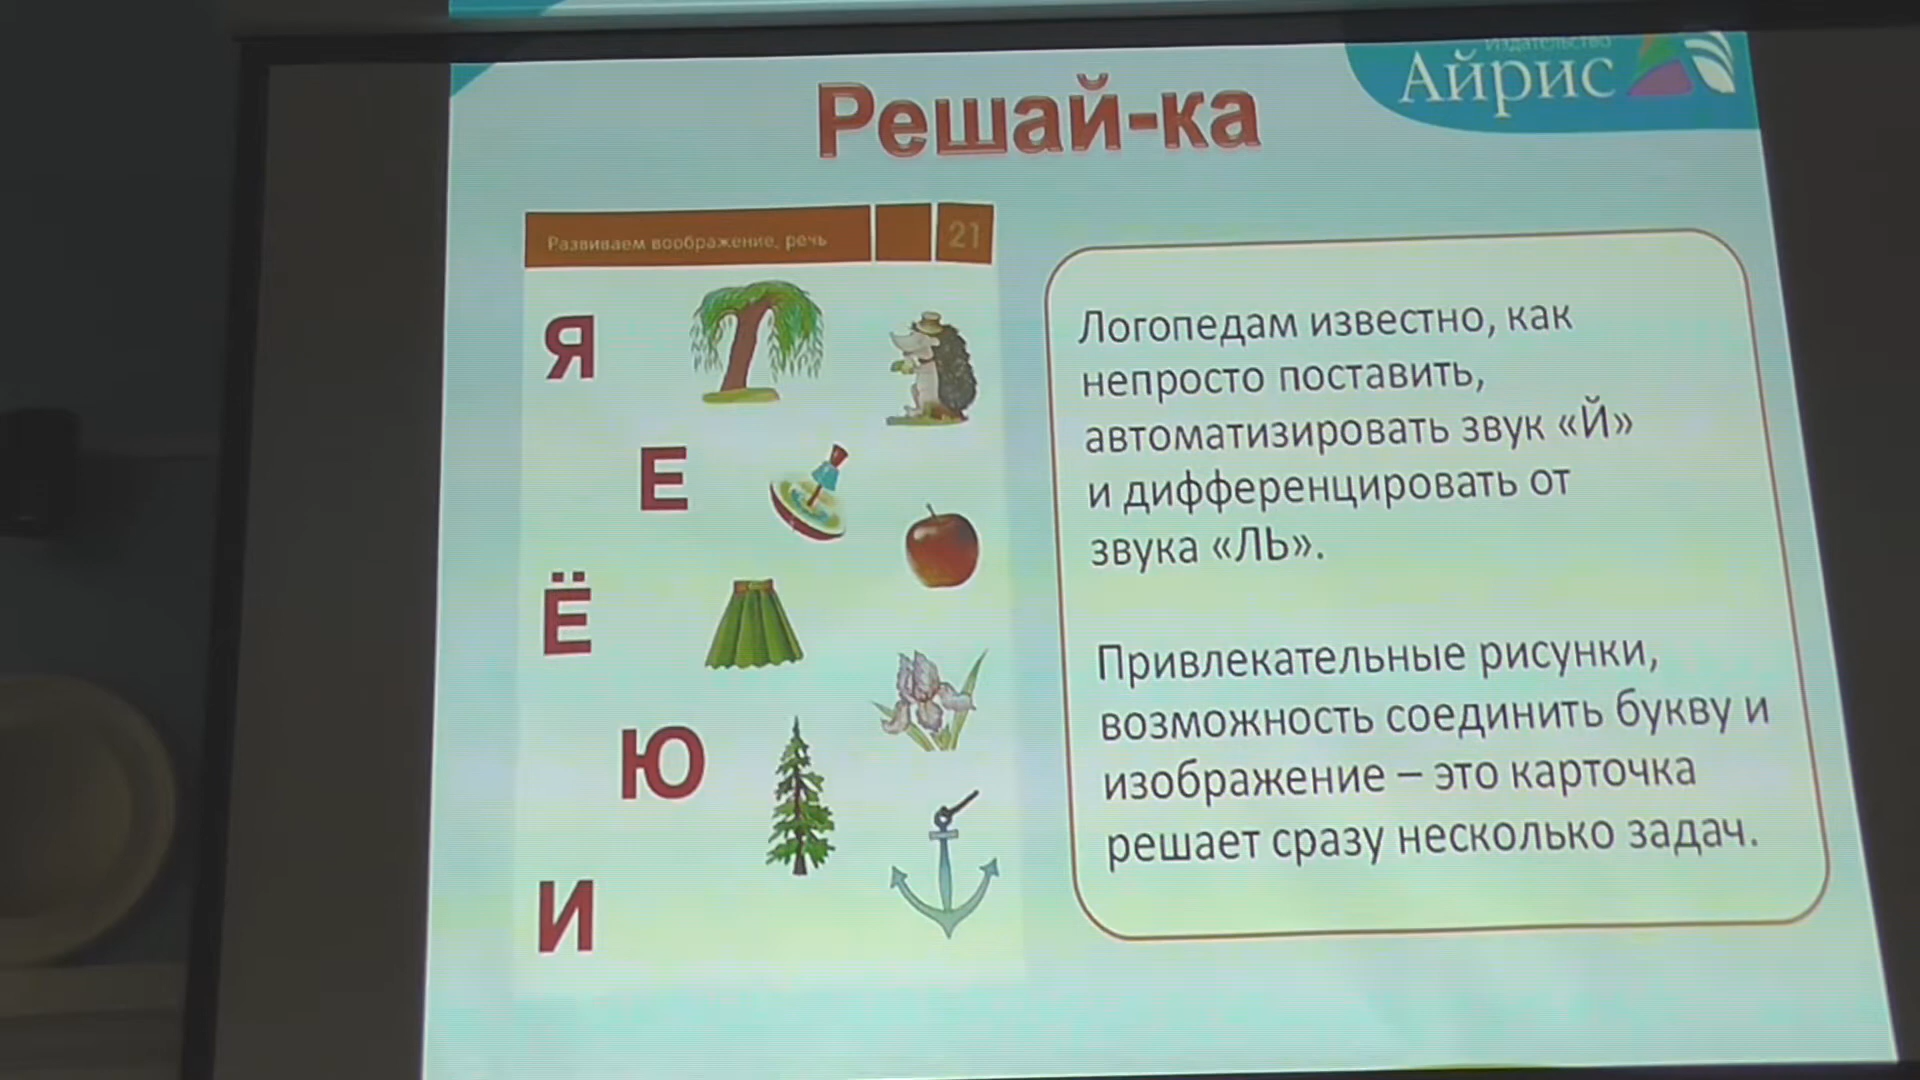 Издательство
Айрис
Решай-ка
Развиваем воображение, речь
21
Я
Е
Ё
Ю
И
Логопедам известно, как
непросто поставить,
автоматизировать звук «Й»
и дифференцировать от
звука «ЛЬ».
Привлекательные рисунки,
возможность соединить букву и
изображение – это карточка
решает сразу несколько задач.